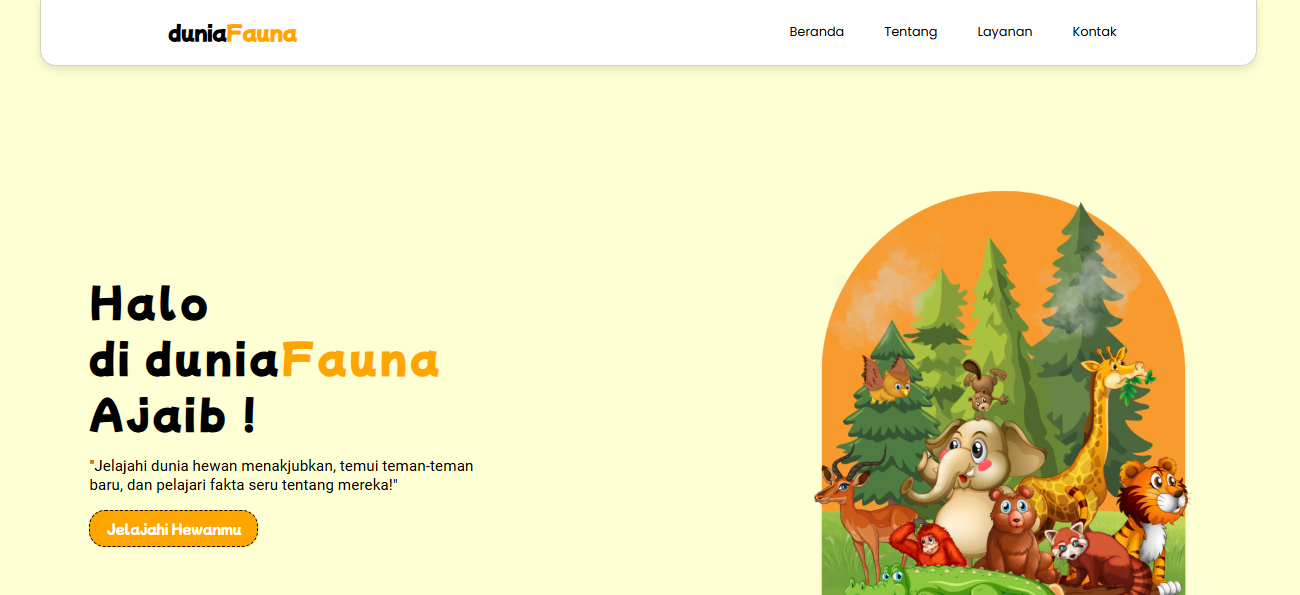 duniaFauna
Beranda Tentang Layanan Kontak
Halo
di duniaFauna
Ajaib !
"Jelajahi dunia hewan menakjubkan, temui teman-teman
baru, dan pelajari fakta seru tentang mereka!"
Jelajahi Hewanmu